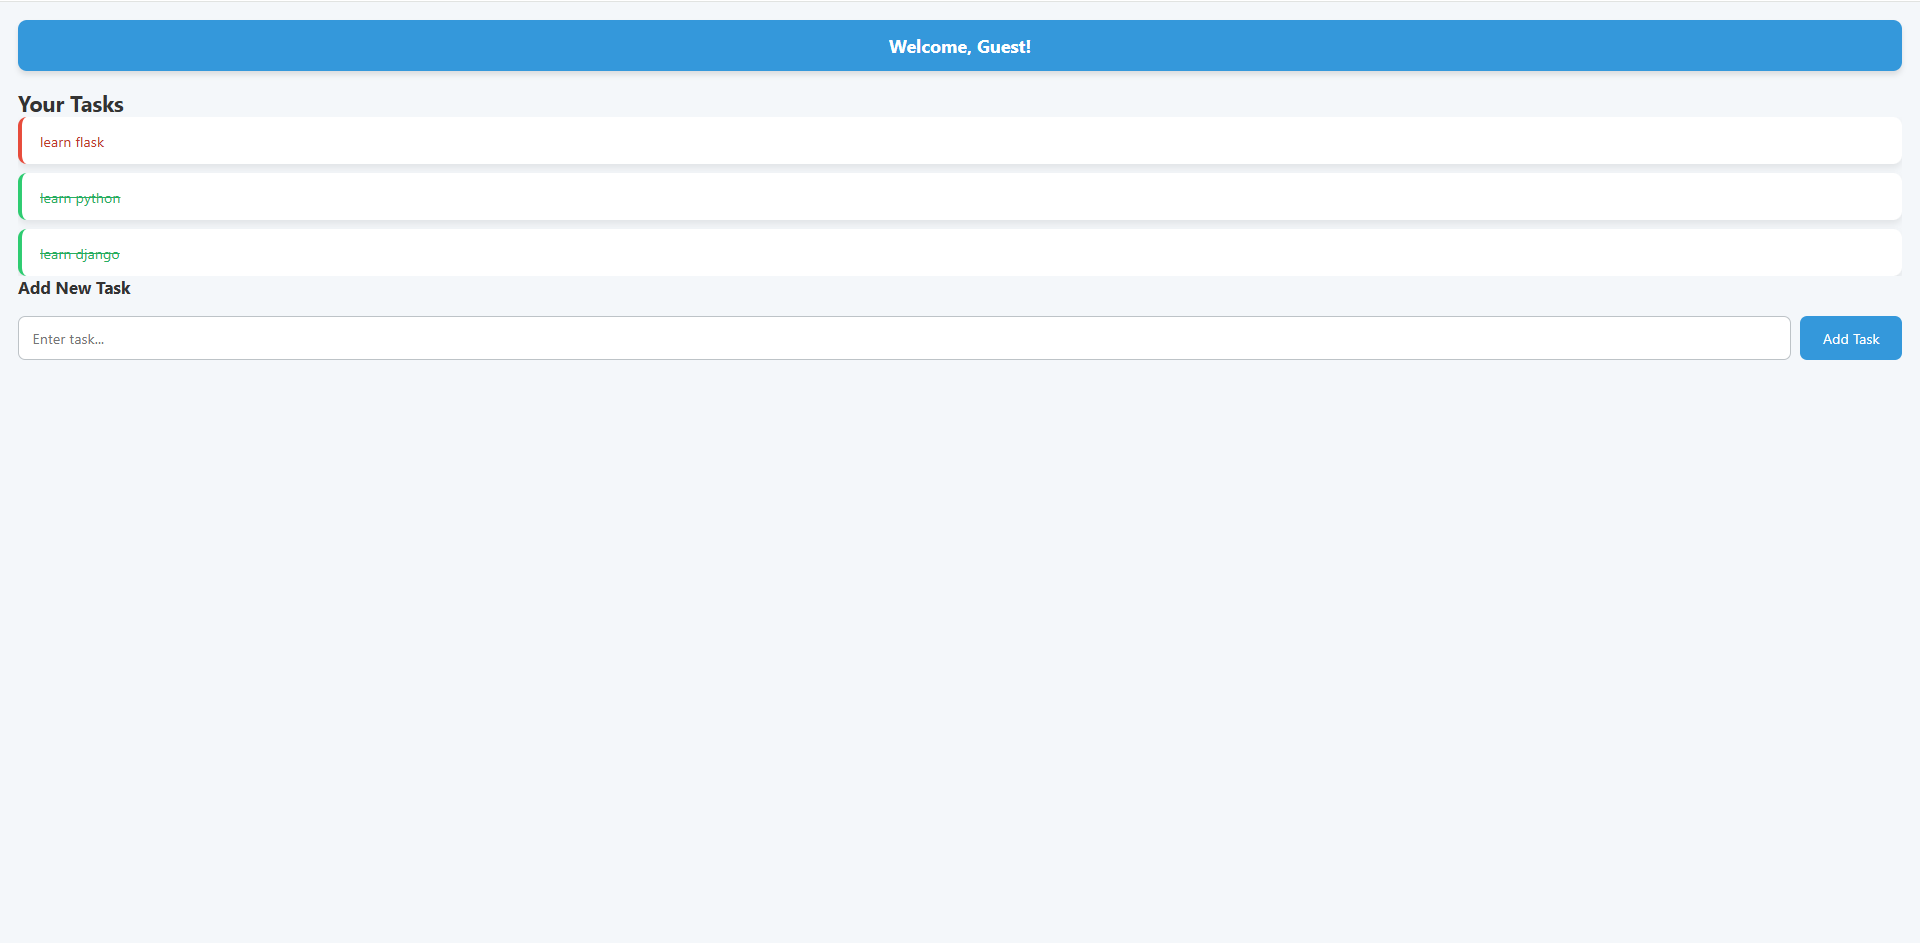 Welcome, Guest!
Your Tasks
learn flask
learn python
learn django
Add New Task
Enter task...
Add Task